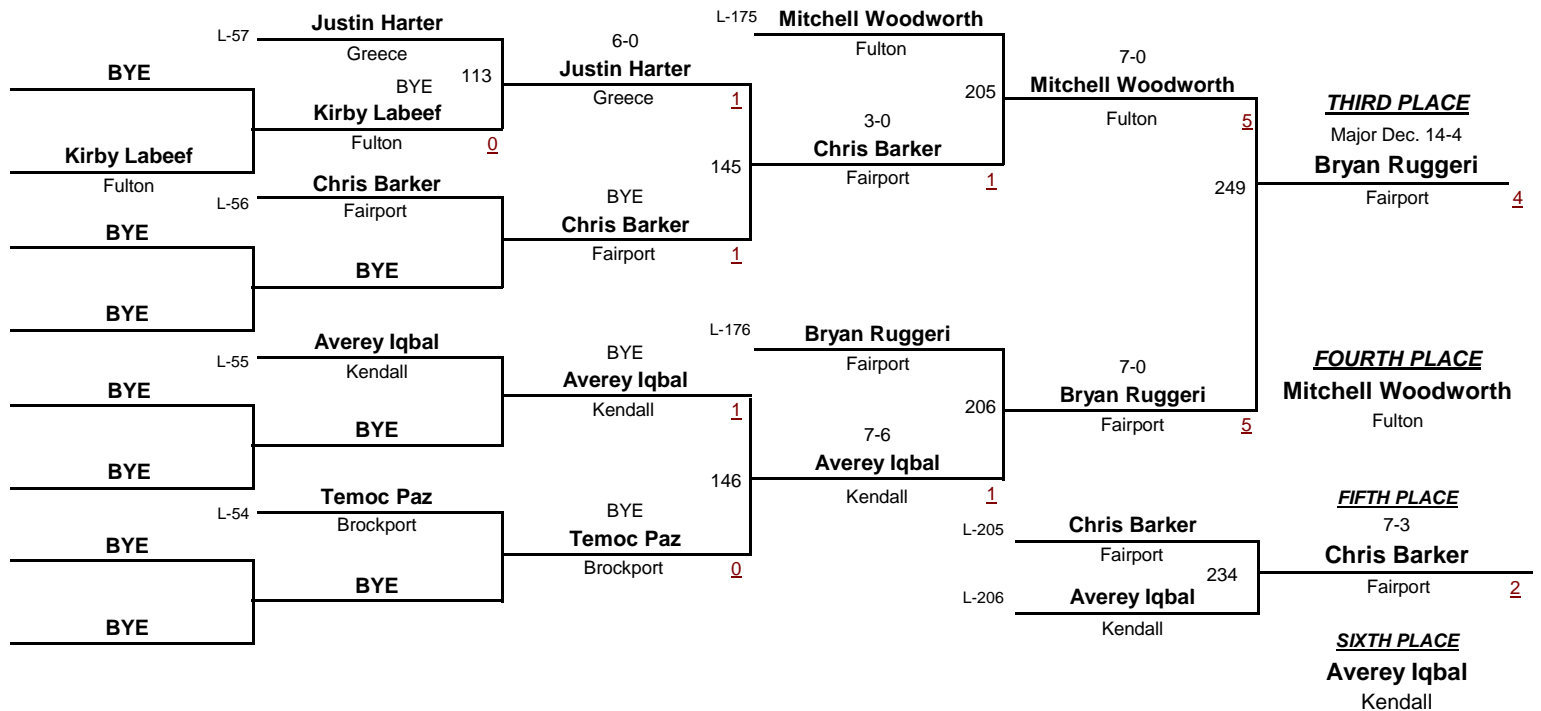 BYE
Kirby Labeef
Fulton
BYE
BYE
BYE
BYE
BYE
BYE
L-57
Justin Harter
Greece
BYE
113
Kirby Labeef
Fulton
0
L-56
Chris Barker
Fairport
BYE
L-55
Averey Iqbal
Kendall
BYE
L-54
Temoc Paz
Brockport
BYE
6-0
Justin Harter
Greece
1
145
BYE
Chris Barker
Fairport
1
BYE
Averey Iqbal
Kendall
1
146
BYE
Temoc Paz
Brockport
0
L-175
Mitchell Woodworth
Fulton
205
3-0
Chris Barker
Fairport
1
L-176
Bryan Ruggeri
Fairport
206
7-6
Averey Iqbal
Kendall
1
7-0
Mitchell Woodworth
Fulton
5
249
7-0
Bryan Ruggeri
Fairport
5
L-205
Chris Barker
Fairport
234
L-206
Averey Iqbal
Kendall
THIRD PLACE
Major Dec. 14-4
Bryan Ruggeri
Fairport
4
FOURTH PLACE
Mitchell Woodworth
Fulton
FIFTH PLACE
7-3
Chris Barker
Fairport
2
SIXTH PLACE
Averey Iqbal
Kendall